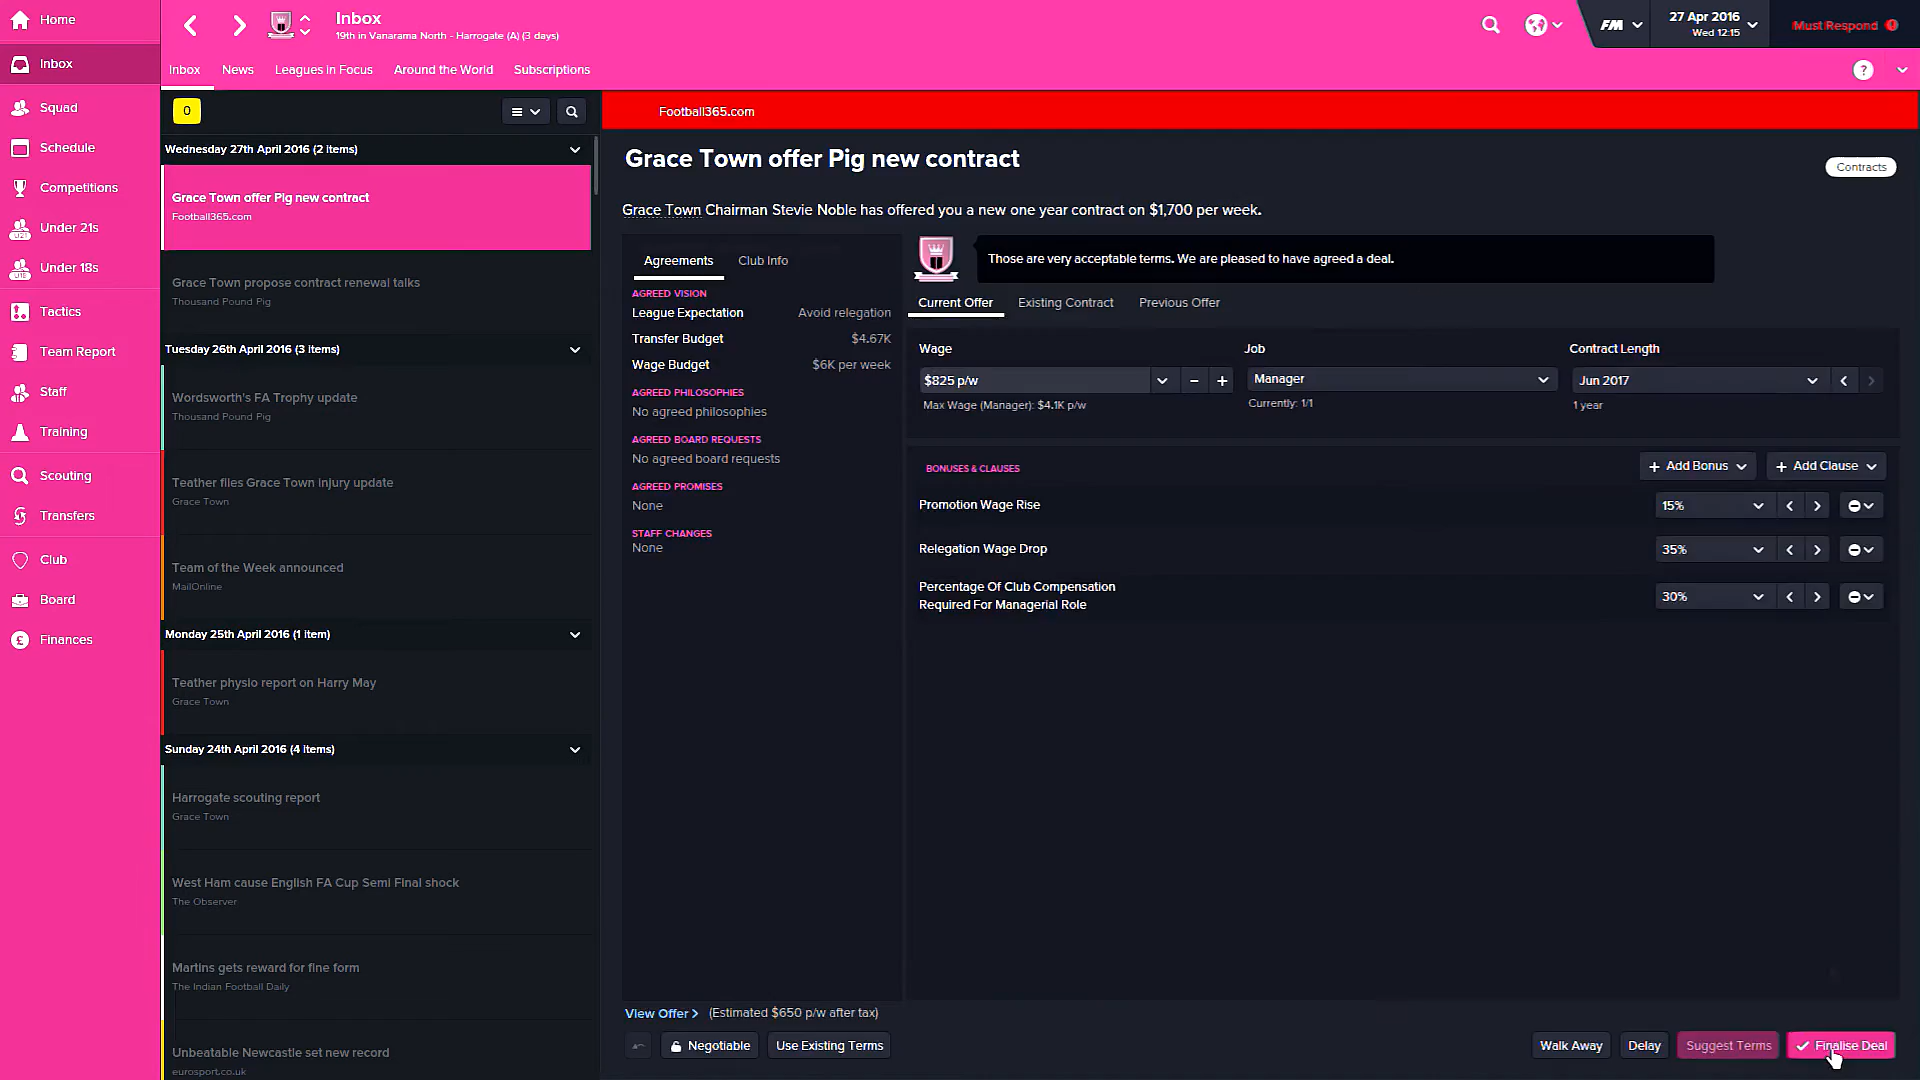 Home
Inbox
Squad
Schedule
Competitions
Under 21s
Under 18s
Tactics
Team Report
Staff
Training
Scouting
Transfers
Club
Board
Finances
Inbox
19th in Vanarama North - Harrogate (A) (3 days)
FM
27 Apr 2016
Wed 12:15
Must Respond
Inbox News Leagues In Focus Around the World Subscriptions
?
0
Wednesday 27th April 2016 (2 Items)
Grace Town offer Pig new contract
Football365.com
Grace Town propose contract renewal talks
Thousand Pound Pig
Tuesday 26th April 2016 (3 Items)
Wordsworth's FA Trophy update
Thousand Pound Pig
Teather files Grace Town injury update
Grace Town
Team of the Week announced
MailOnline
Monday 25th April 2016 (1 Item)
Teather physio report on Harry May
Grace Town
Sunday 24th April 2016 (4 Items)
Harrogate scouting report
Grace Town
West Ham cause English FA Cup Semi Final shock
The Observer
Martins gets reward for fine form
The Indian Football Daily
Unbeatable Newcastle set new record
eurosport.co.uk
Football365.com
Grace Town offer Pig new contract
Contracts
Grace Town Chairman Stevie Noble has offered you a new one year contract on $1,700 per week.
Agreements Club Info
AGREED VISION
League Expectation Avoid relegation
Transfer Budget $4.67K
Wage Budget $6K per week
AGREED PHILOSOPHIES
No agreed philosophies
AGREED BOARD REQUESTS
No agreed board requests
AGREED PROMISES
None
STAFF CHANGES
None
Those are very acceptable terms. We are pleased to have agreed a deal.
Current Offer Existing Contract Previous Offer
Wage Job Contract Length
$825 p/w - + Manager Jun 2017
Max Wage (Manager): $4.1K p/w Currently: 1/1 1 year
BONUSES & CLAUSES + Add Bonus + Add Clause
Promotion Wage Rise 15%
Relegation Wage Drop 35%
Percentage Of Club Compensation
Required For Managerial Role 30%
View Offer > (Estimated $650 p/w after tax)
Negotiable Use Existing Terms Walk Away Delay Suggest Terms Finalise Deal